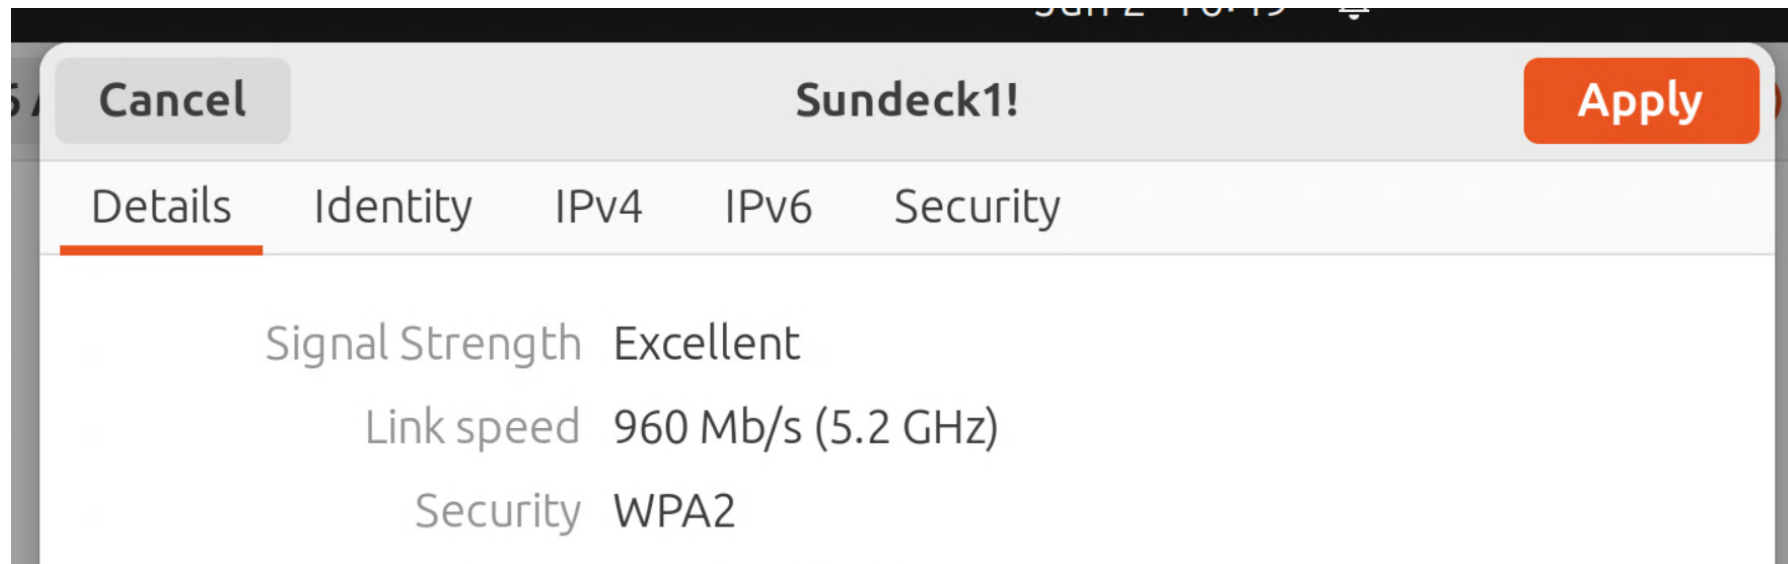 Cancel Sundeck1! Apply
Details Identity IPv4 IPv6 Security
Signal Strength Excellent
Link speed 960 Mb/s (5.2 GHz)
Security WPA2